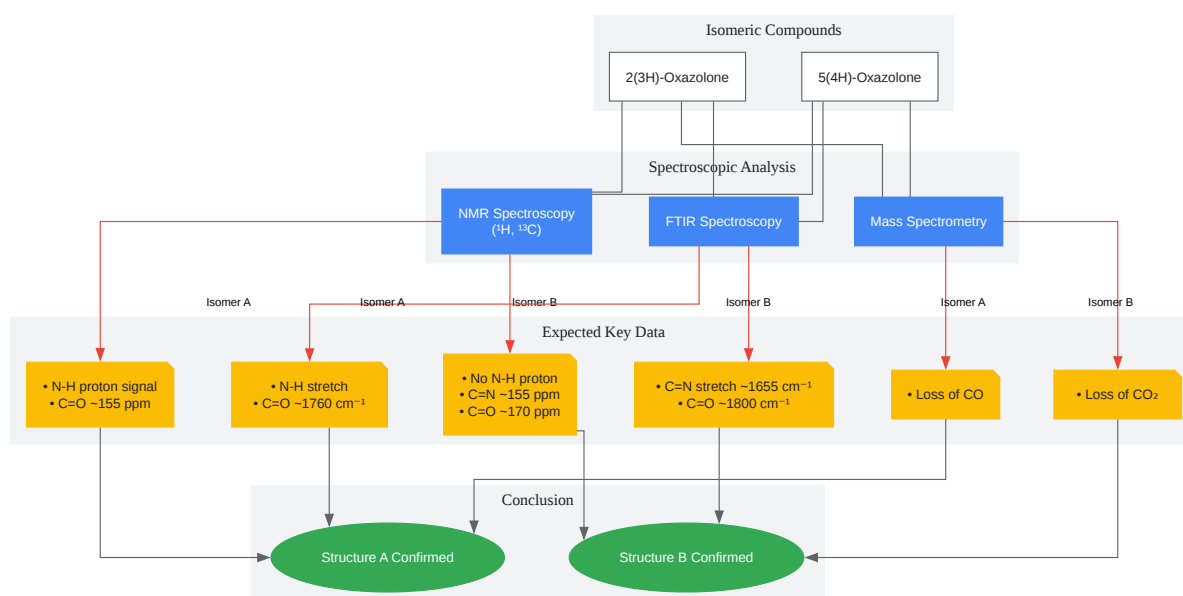 Isomeric Compounds
2(3H)-Oxazolone
5(4H)-Oxazolone
Spectroscopic Analysis
NMR Spectroscopy
(¹H, ¹³C)
FTIR Spectroscopy
Mass Spectrometry
Isomer A
Isomer A
Isomer B
Isomer B
Isomer A
Isomer B
Expected Key Data
• N-H proton signal
• C=O ~155 ppm
• N-H stretch
• C=O ~1760 cm⁻¹
• No N-H proton
• C=N ~155 ppm
• C=O ~170 ppm
• C=N stretch ~1655 cm⁻¹
• C=O ~1800 cm⁻¹
• Loss of CO
• Loss of CO₂
Conclusion
Structure A Confirmed
Structure B Confirmed